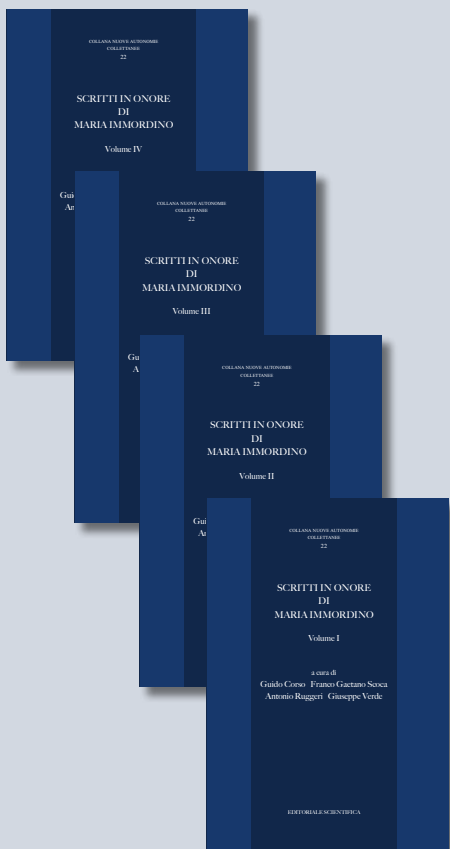 COLLANA NUOVE AUTONOMIE
COLLETTANEE
22
SCRITTI IN ONORE
DI
MARIA IMMORDINO
Volume IV
COLLANA NUOVE AUTONOMIE
COLLETTANEE
22
SCRITTI IN ONORE
DI
MARIA IMMORDINO
Volume III
COLLANA NUOVE AUTONOMIE
COLLETTANEE
22
SCRITTI IN ONORE
DI
MARIA IMMORDINO
Volume II
COLLANA NUOVE AUTONOMIE
COLLETTANEE
22
SCRITTI IN ONORE
DI
MARIA IMMORDINO
Volume I
a cura di
Guido Corso Franco Gaetano Scoca
Antonio Ruggeri Giuseppe Verde
EDITORIALE SCIENTIFICA